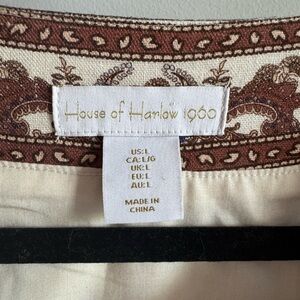 House of Harlow 1960
US:L
CA:L/G
UK:L
EU:L
AU:L
MADE IN
CHINA